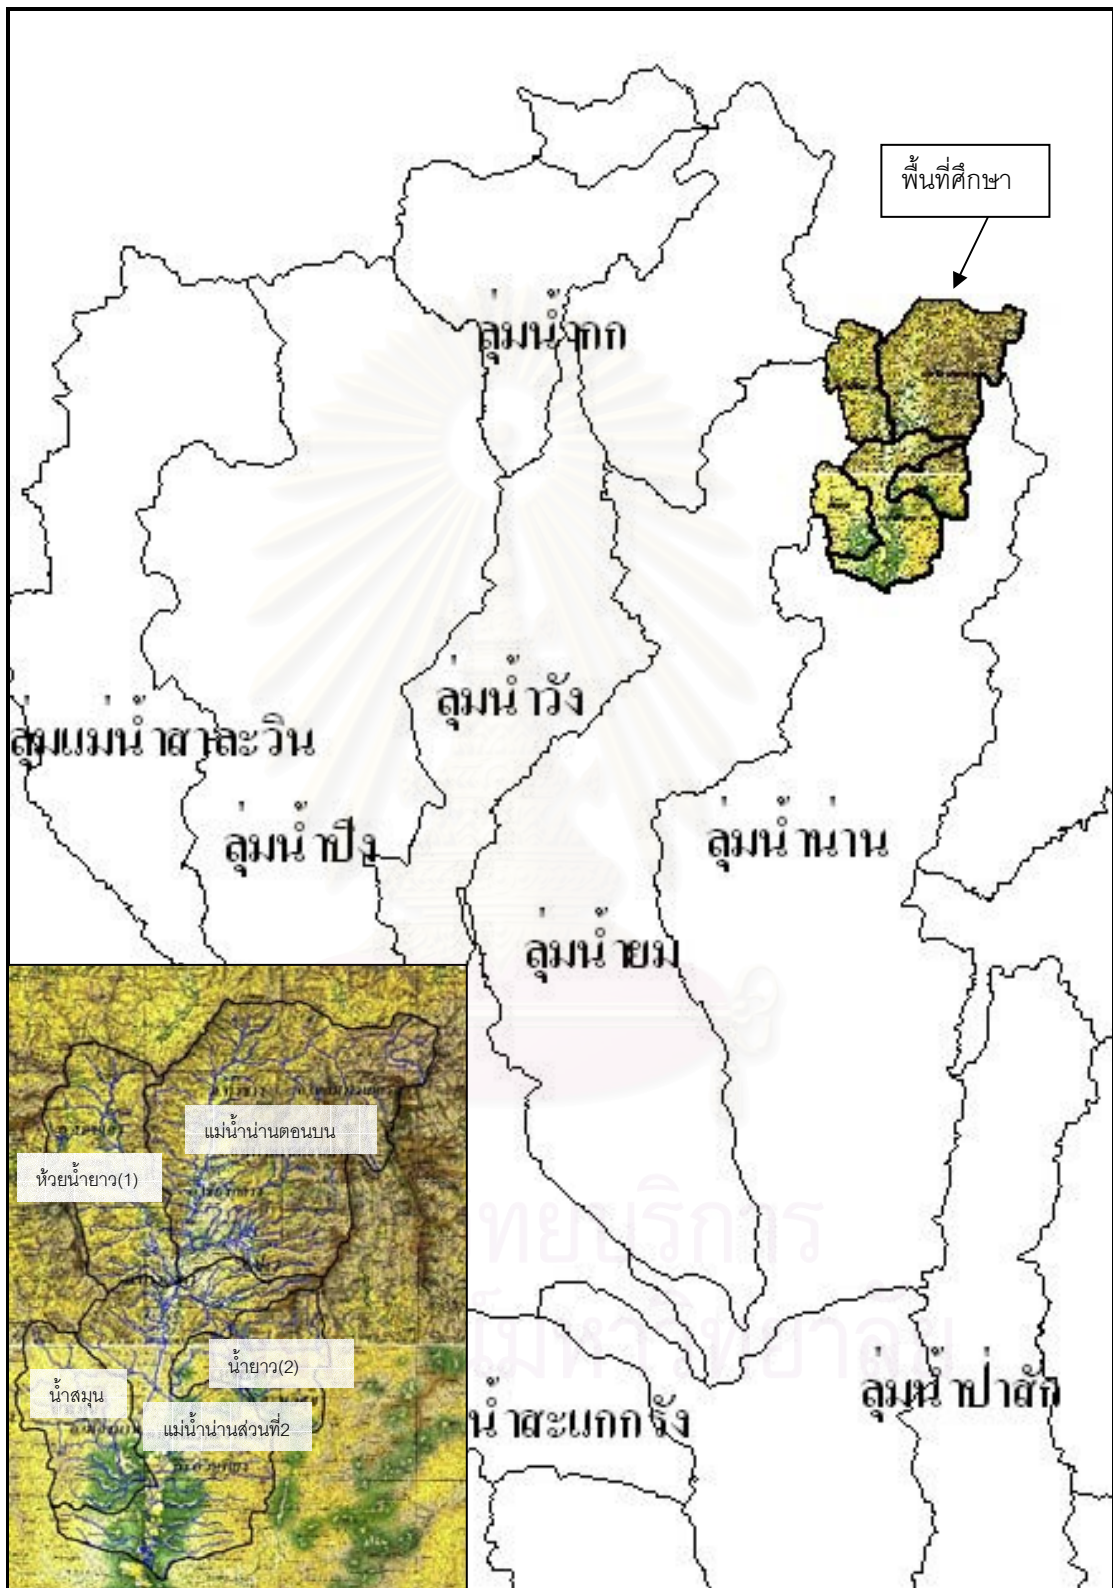 พื้นที่ศึกษา
ลุ่มน้ำกก
ลุ่มน้ำวัง
ลุ่มแม่น้ำสาละวิน
ลุ่มน้ำปิง
ลุ่มน้ำน่าน
ลุ่มน้ำยม
แม่น้ำน่านตอนบน
ห้วยน้ำยาว(1)
น้ำยาว(2)
น้ำสมุน
แม่น้ำน่านส่วนที่2
ลุ่มน้ำป่าสัก
น้ำสะแกกรัง